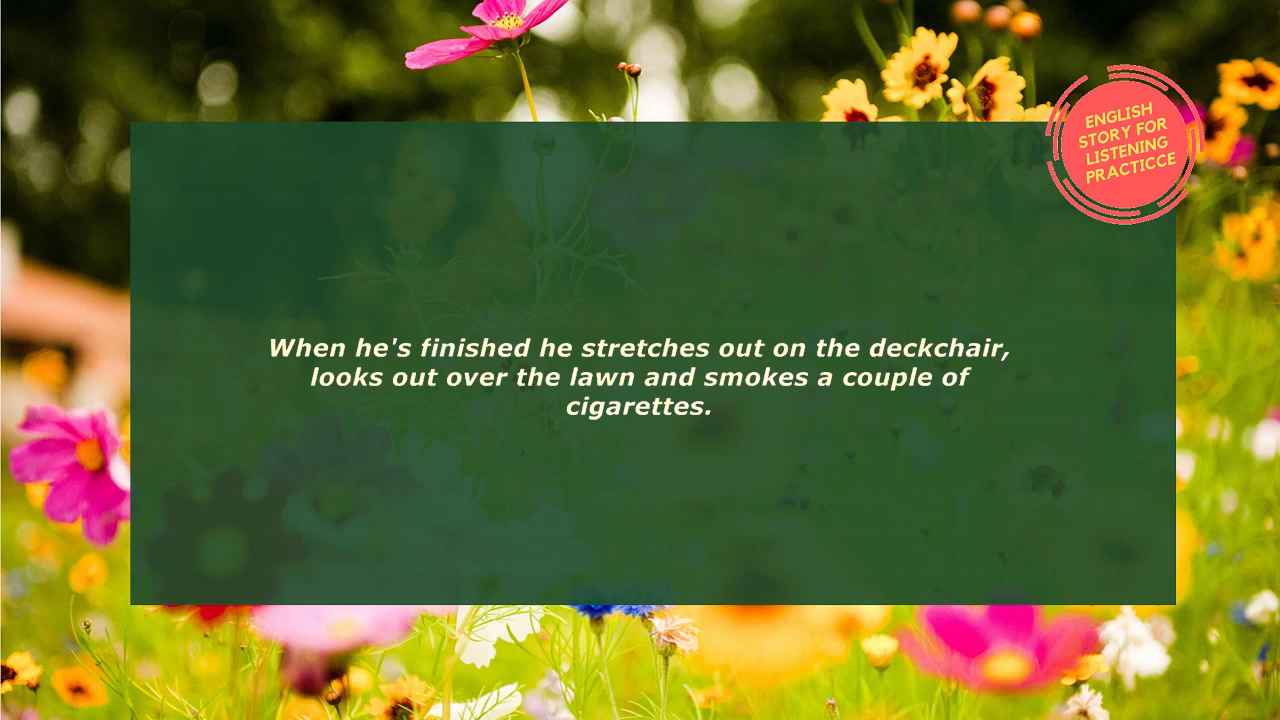 ENGLISH
STORY FOR
LISTENING
PRACTICCE
When he's finished he stretches out on the deckchair,
looks out over the lawn and smokes a couple of
cigarettes.